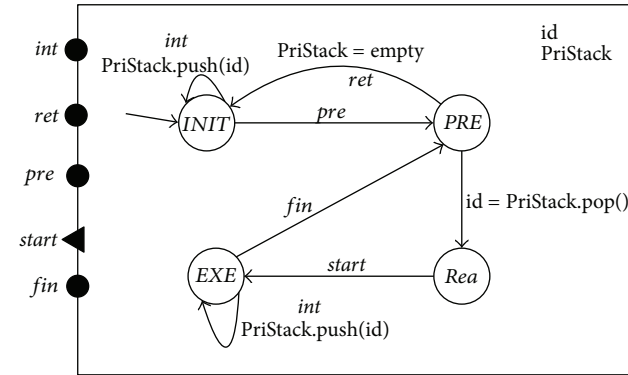 int
ret
pre
start
fin
id
PriStack
int
PriStack.push(id)
PriStack = empty
ret
INIT
pre
PRE
fin
id = PriStack.pop()
EXE
start
Rea
int
PriStack.push(id)